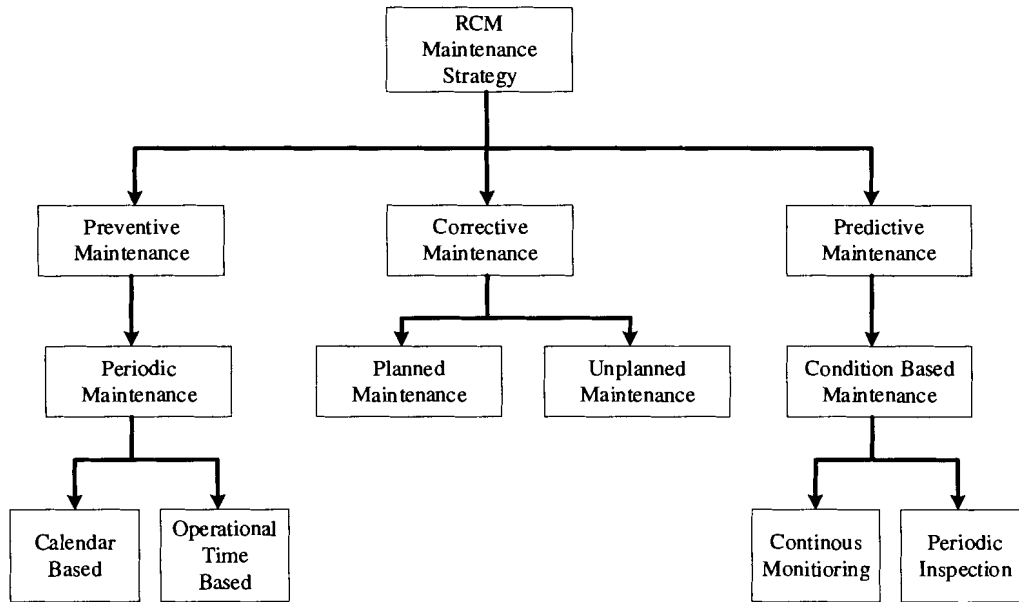 RCM
Maintenance
Strategy
Preventive
Maintenance
Corrective
Maintenance
Predictive
Maintenance
Periodic
Maintenance
Planned
Maintenance
Unplanned
Maintenance
Condition Based
Maintenance
Calendar
Based
Operational
Time
Based
Continous
Monitioring
Periodic
Inspection